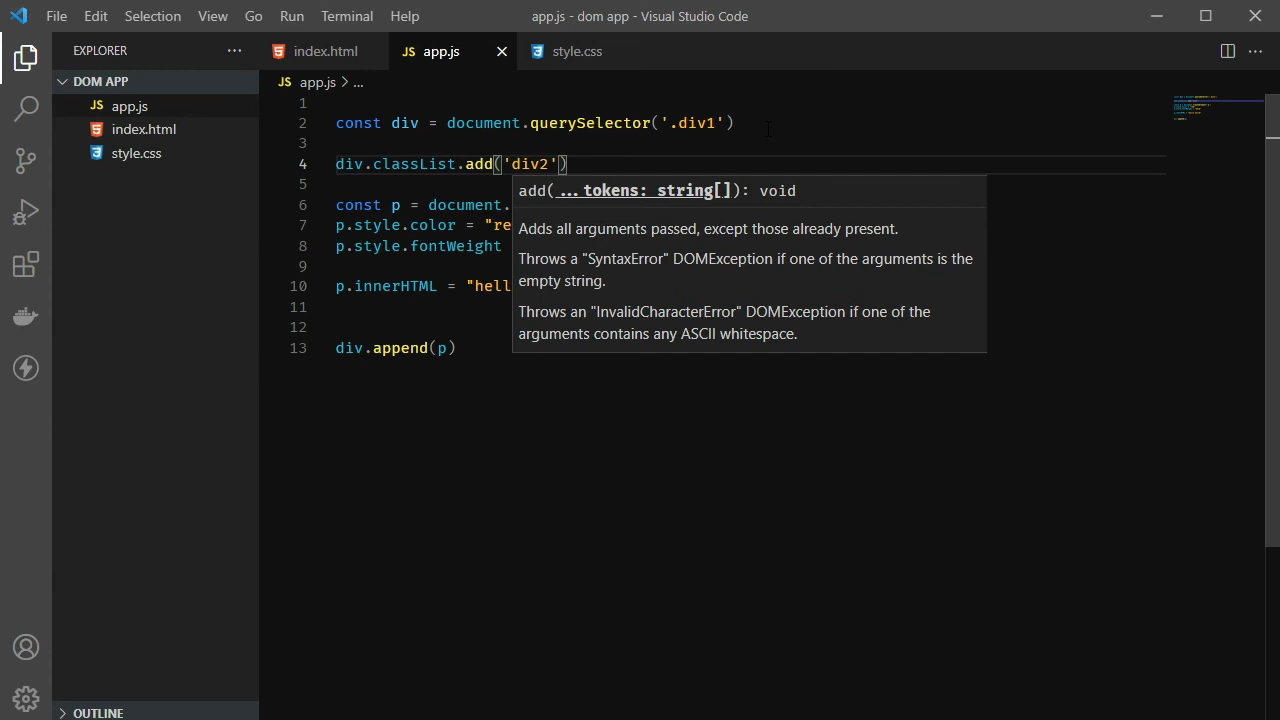 File Edit Selection View Go Run Terminal Help
app.js - dom app - Visual Studio Code
EXPLORER
index.html
JS app.js
style.css
DOM APP
JS app.js
index.html
style.css
OUTLINE
JS app.js > ...
1
2 const div = document.querySelector('.div1')
3
4 div.classList.add('div2')
5
6 const p = document.
7 p.style.color = "re
8 p.style.fontWeight
9
10 p.innerHTML = "hell
11
12
13 div.append(p)
add(...tokens: string[]): void
Adds all arguments passed, except those already present.
Throws a "SyntaxError" DOMException if one of the arguments is the
empty string.
Throws an "InvalidCharacterError" DOMException if one of the
arguments contains any ASCII whitespace.